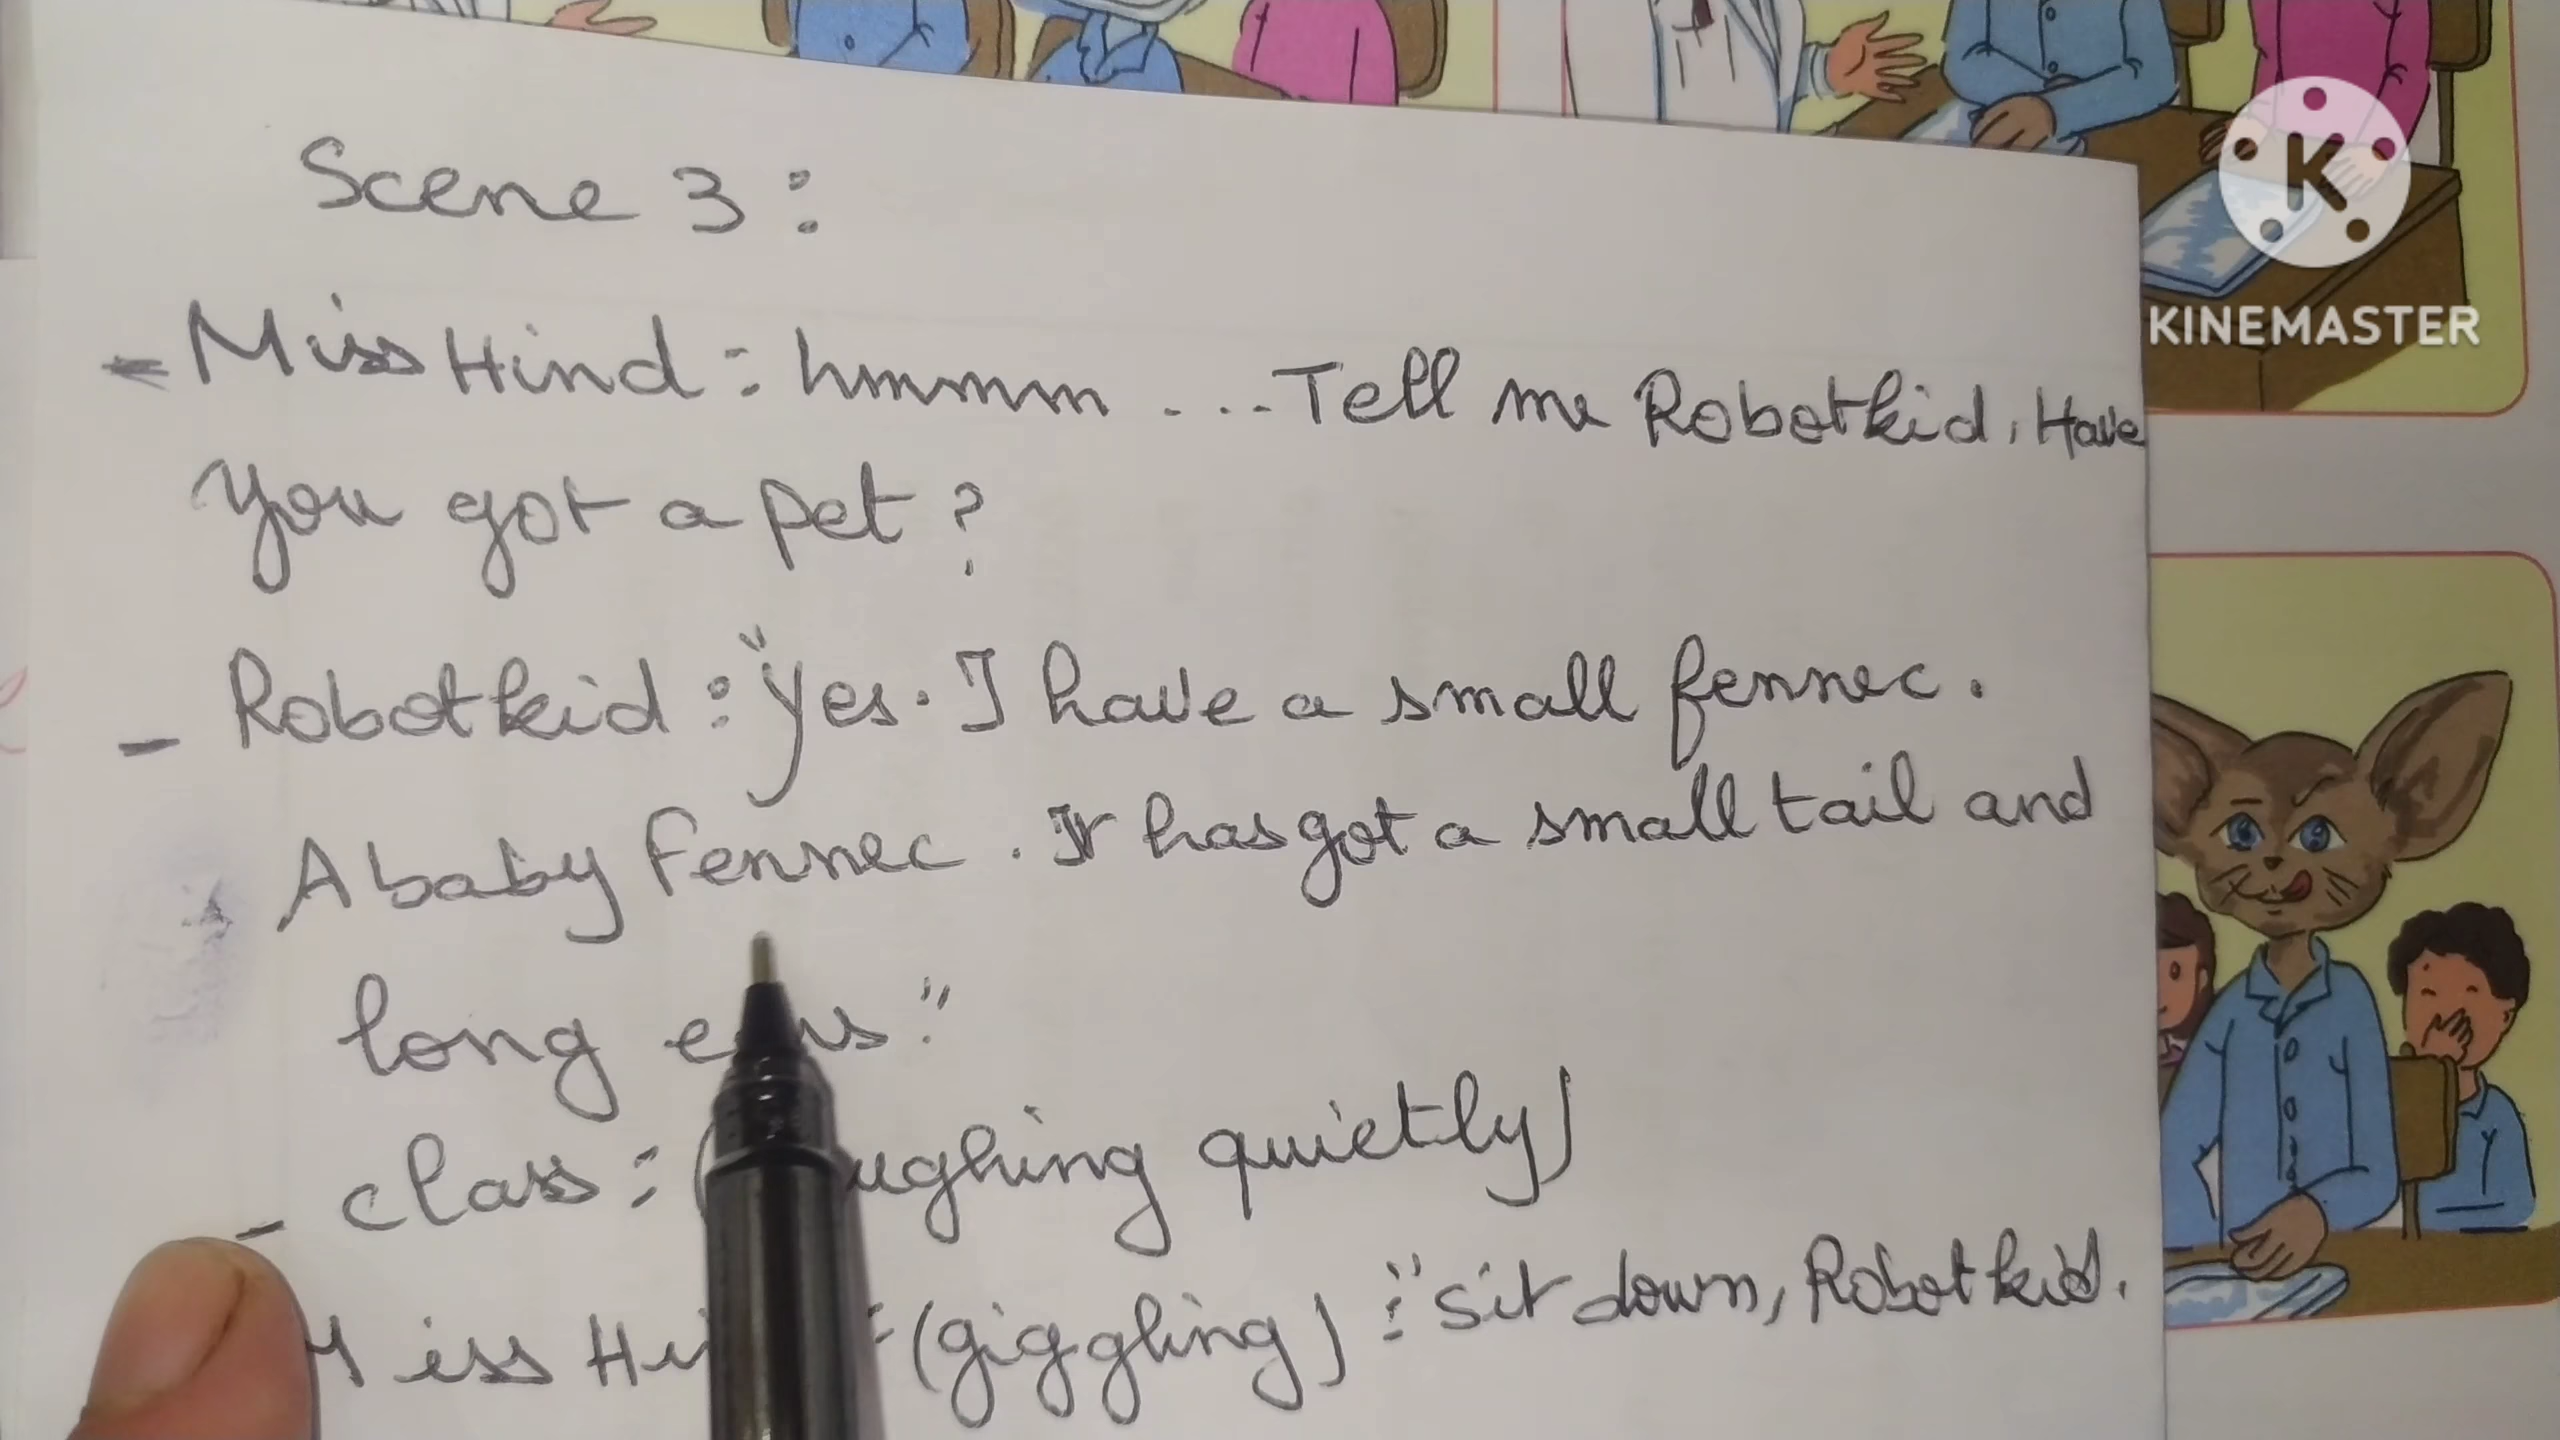 Scene 3:
- Miss Hind: hmmmm ....Tell me Robotkid, Have
you got a pet?
- Robotkid: "Yes. I have a small fennec.
A baby Fennec. It has got a small tail and
long "
- class: quietly)
(giggling): "sit down, Robotkid.
K
KINEMASTER